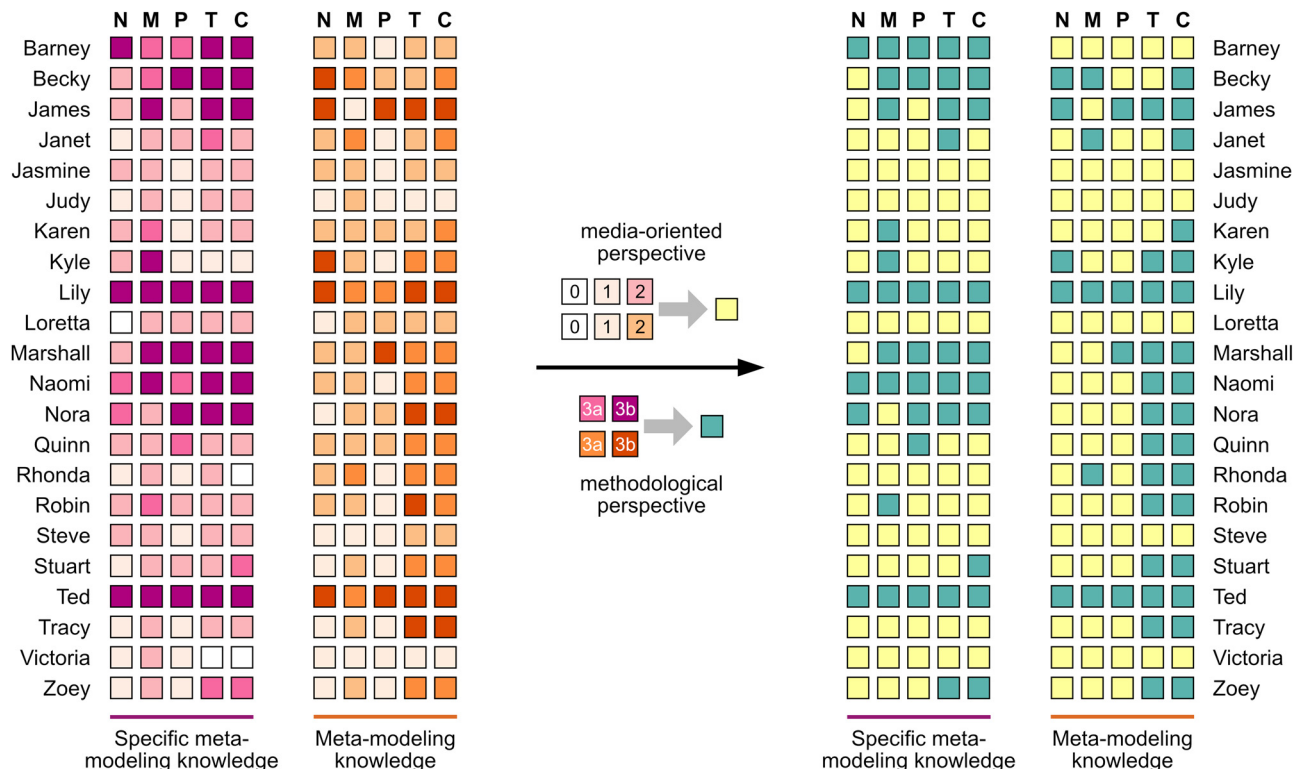 N M P T C N M P T C N M P T C N M P T C
Barney Barney
Becky Becky
James James
Janet Janet
Jasmine Jasmine
Judy Judy
Karen Karen
Kyle Kyle
Lily Lily
Loretta Loretta
Marshall Marshall
Naomi Naomi
Nora Nora
Quinn Quinn
Rhonda Rhonda
Robin Robin
Steve Steve
Stuart Stuart
Ted Ted
Tracy Tracy
Victoria Victoria
Zoey Zoey
media-oriented
perspective
0 1 2
0 1 2
3a 3b
3a 3b
methodological
perspective
Specific meta-
modeling knowledge
Meta-modeling
knowledge
Specific meta-
modeling knowledge
Meta-modeling
knowledge